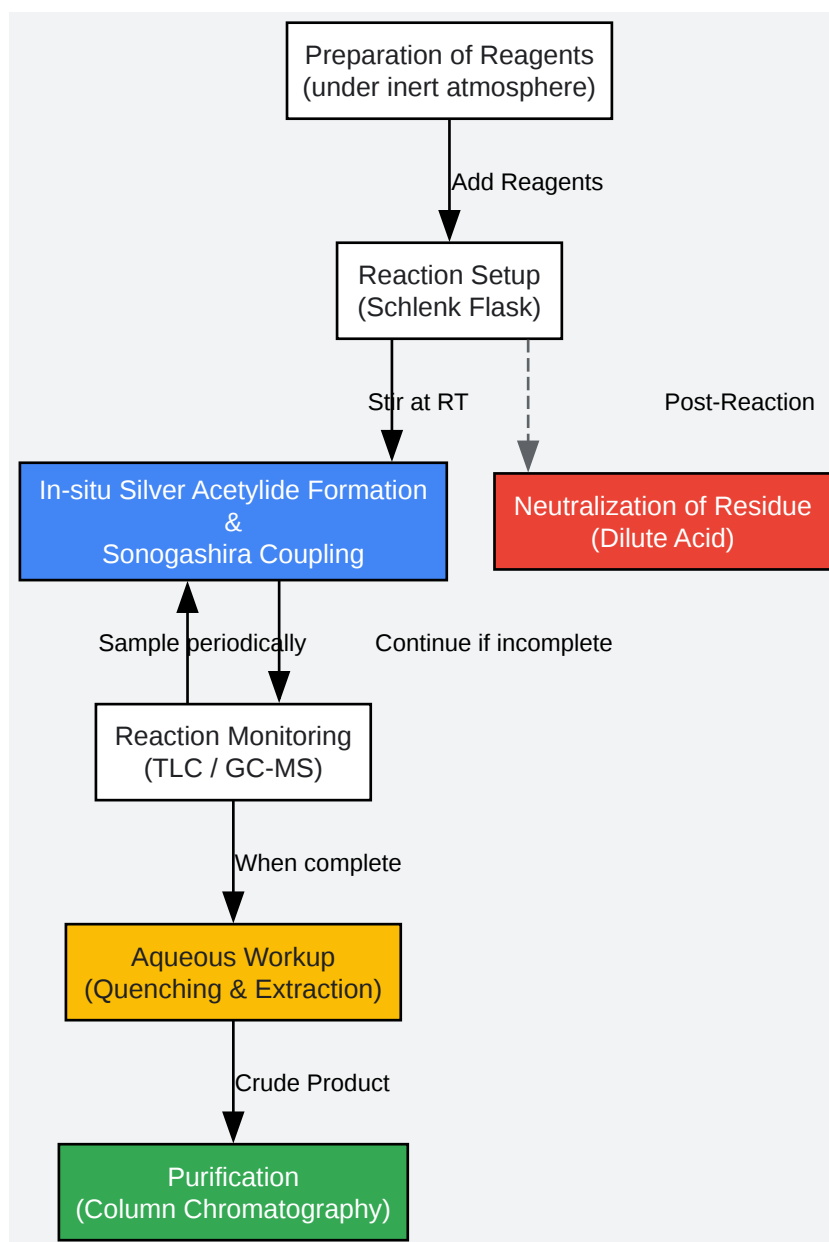 Preparation of Reagents
(under inert atmosphere)
Add Reagents
Reaction Setup
(Schlenk Flask)
Stir at RT
Post-Reaction
In-situ Silver Acetylide Formation
&
Sonogashira Coupling
Neutralization of Residue
(Dilute Acid)
Sample periodically
Continue if incomplete
Reaction Monitoring
(TLC / GC-MS)
When complete
Aqueous Workup
(Quenching & Extraction)
Crude Product
Purification
(Column Chromatography)